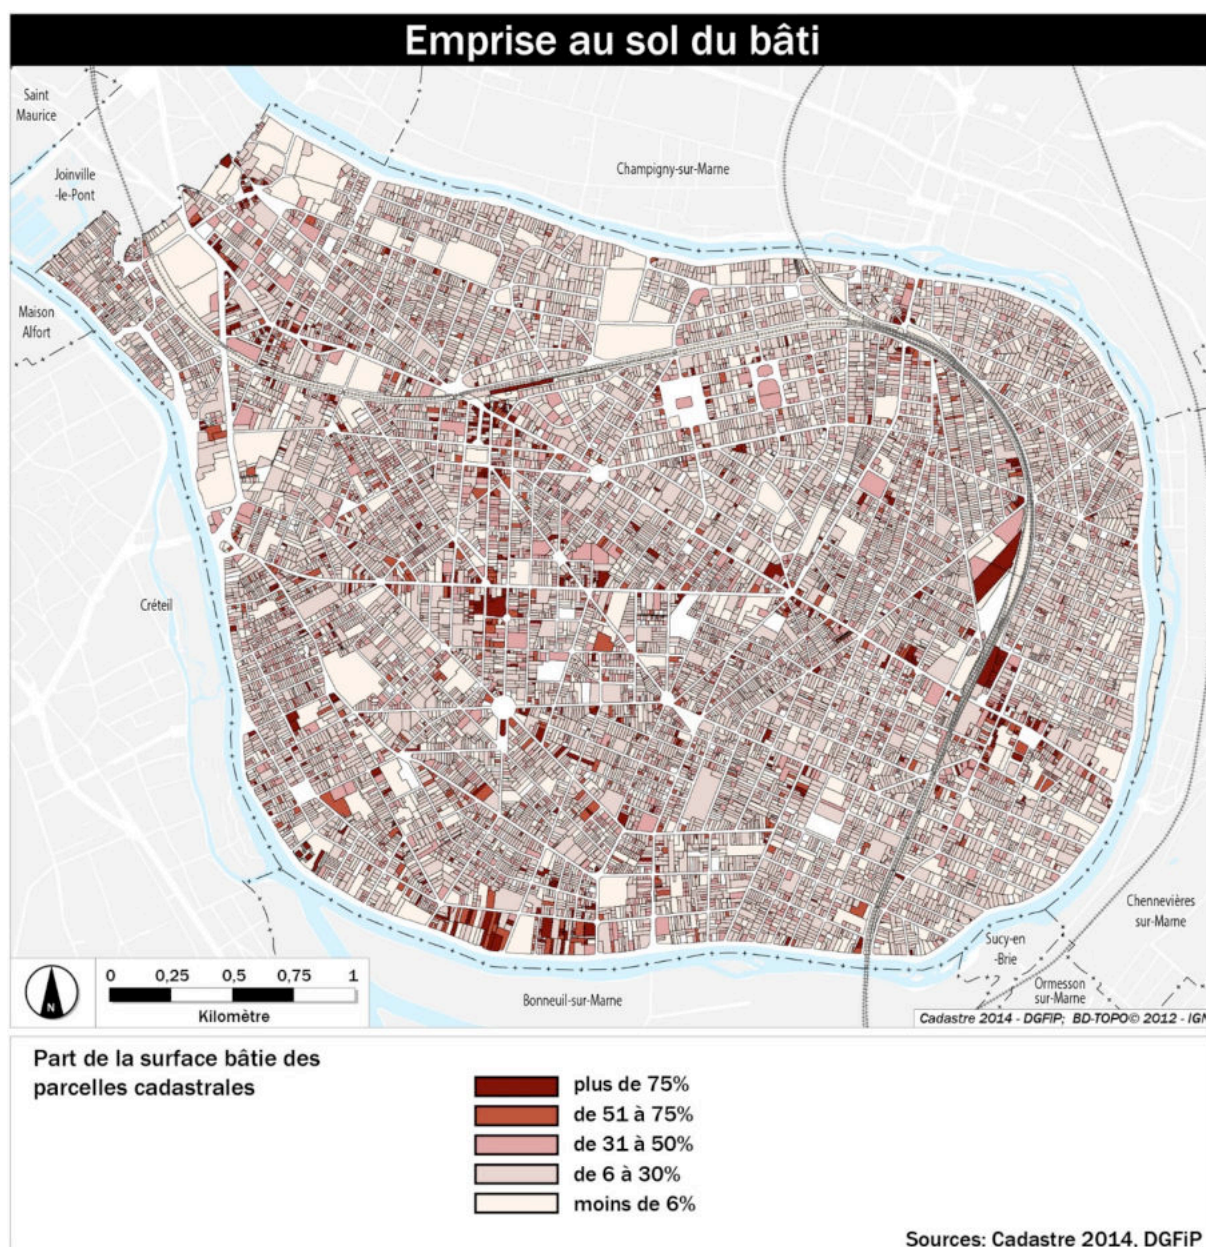 Emprise au sol du bâti
Saint
Maurice
Champigny-sur-Marne
Joinville
-le-Pont
Maison
Alfort
Créteil
Chennevières
sur-Marne
Sucy-en
-Brie
Ormesson
sur-Marne
Bonneuil-sur-Marne
N
0 0,25 0,5 0,75 1
Kilomètre
Cadastre 2014 - DGFiP; BD-TOPO© 2012 - IGN
Part de la surface bâtie des
parcelles cadastrales
plus de 75%
de 51 à 75%
de 31 à 50%
de 6 à 30%
moins de 6%
Sources: Cadastre 2014, DGFiP